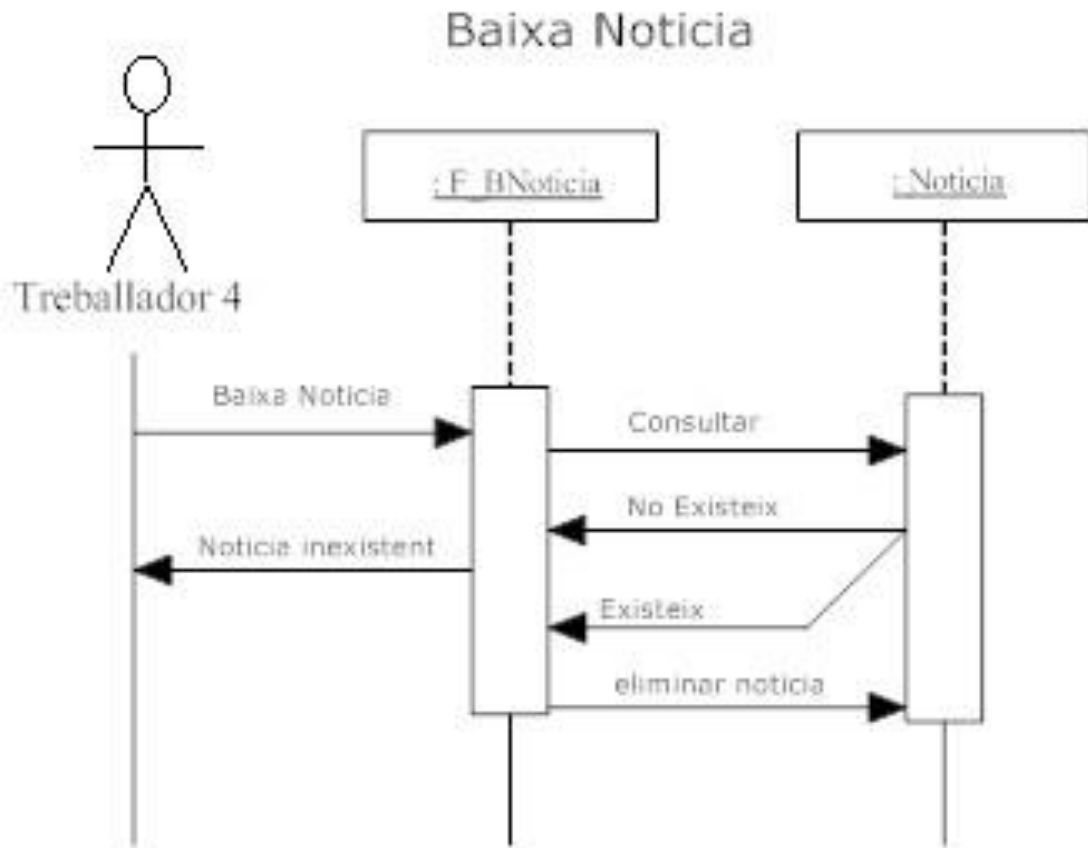 Baixa Noticia
: F_BNoticia
: Noticia
Treballador 4
Baixa Noticia
Consultar
No Existeix
Noticia inexistent
Existeix
eliminar noticia